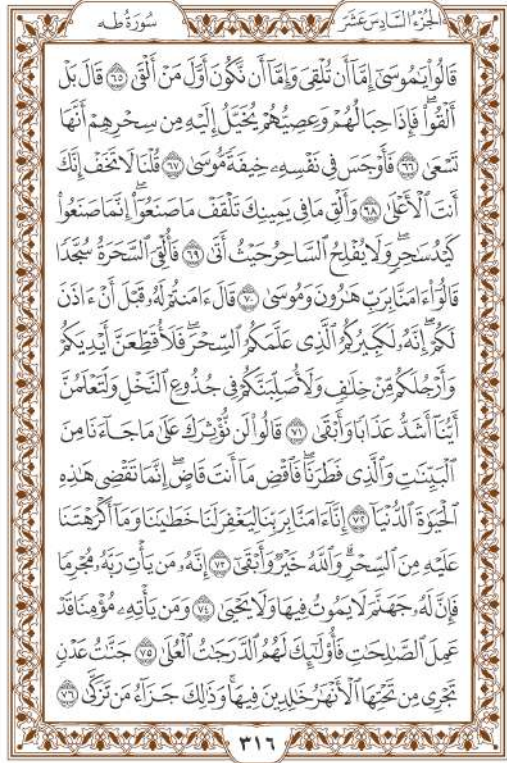 الجُزْءُ السَّادِسَ عَشَرَ
سُورَةُ طه
قَالُواْ يَٰمُوسَىٰٓ إِمَّآ أَن تُلْقِيَ وَإِمَّآ أَن نَّكُونَ أَوَّلَ مَنْ أَلْقَىٰ ٦٥ قَالَ بَلْ
أَلْقُواْۖ فَإِذَا حِبَالُهُمْ وَعِصِيُّهُمْ يُخَيَّلُ إِلَيْهِ مِن سِحْرِهِمْ أَنَّهَا
تَسْعَىٰ ٦٦ فَأَوْجَسَ فِي نَفْسِهِۦ خِيفَةً مُّوسَىٰ ٦٧ قُلْنَا لَا تَخَفْ إِنَّكَ
أَنتَ ٱلْأَعْلَىٰ ٦٨ وَأَلْقِ مَا فِي يَمِينِكَ تَلْقَفْ مَا صَنَعُوٓاْۖ إِنَّمَا صَنَعُواْ
كَيْدُ سَٰحِرٍۖ وَلَا يُفْلِحُ ٱلسَّاحِرُ حَيْثُ أَتَىٰ ٦٩ فَأُلْقِيَ ٱلسَّحَرَةُ سُجَّدًا
قَالُوٓاْ ءَامَنَّا بِرَبِّ هَٰرُونَ وَمُوسَىٰ ٧٠ قَالَ ءَامَنتُمْ لَهُۥ قَبْلَ أَنْ ءَاذَنَ
لَكُمْۖ إِنَّهُۥ لَكَبِيرُكُمُ ٱلَّذِي عَلَّمَكُمُ ٱلسِّحْرَۖ فَلَأُقَطِّعَنَّ أَيْدِيَكُمْ
وَأَرْجُلَكُم مِّنْ خِلَٰفٍ وَلَأُصَلِّبَنَّكُمْ فِي جُذُوعِ ٱلنَّخْلِ وَلَتَعْلَمُنَّ
أَيُّنَآ أَشَدُّ عَذَابًا وَأَبْقَىٰ ٧١ قَالُواْ لَن نُّؤْثِرَكَ عَلَىٰ مَا جَآءَنَا مِنَ
ٱلْبَيِّنَٰتِ وَٱلَّذِي فَطَرَنَاۖ فَٱقْضِ مَآ أَنتَ قَاضٍۖ إِنَّمَا تَقْضِي هَٰذِهِ
ٱلْحَيَوٰةَ ٱلدُّنْيَآ ٧٢ إِنَّآ ءَامَنَّا بِرَبِّنَا لِيَغْفِرَ لَنَا خَطَٰيَٰنَا وَمَآ أَكْرَهْتَنَا
عَلَيْهِ مِنَ ٱلسِّحْرِۗ وَٱللَّهُ خَيْرٌ وَأَبْقَىٰٓ ٧٣ إِنَّهُۥ مَن يَأْتِ رَبَّهُۥ مُجْرِمًا
فَإِنَّ لَهُۥ جَهَنَّمَ لَا يَمُوتُ فِيهَا وَلَا يَحْيَىٰ ٧٤ وَمَن يَأْتِهِۦ مُؤْمِنًا قَدْ
عَمِلَ ٱلصَّٰلِحَٰتِ فَأُوْلَٰٓئِكَ لَهُمُ ٱلدَّرَجَٰتُ ٱلْعُلَىٰ ٧٥ جَنَّٰتُ عَدْنٍ
تَجْرِي مِن تَحْتِهَا ٱلْأَنْهَٰرُ خَٰلِدِينَ فِيهَاۚ وَذَٰلِكَ جَزَآءُ مَن تَزَكَّىٰ ٧٦
٣١٦